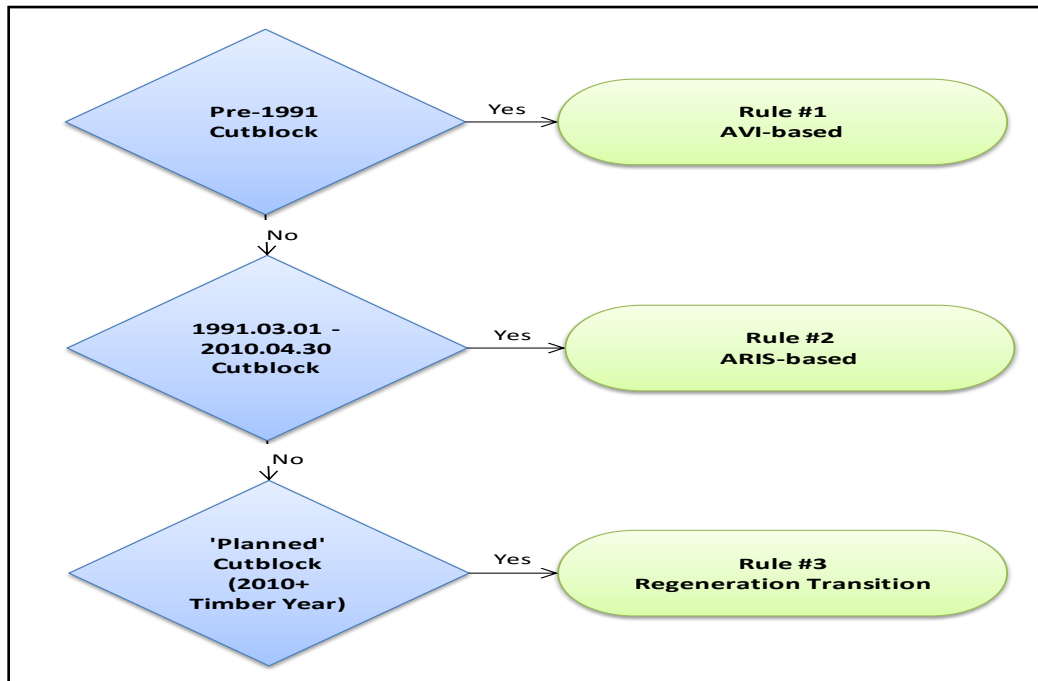 Pre-1991
Cutblock
Yes
Rule #1
AVI-based
No
1991.03.01 -
2010.04.30
Cutblock
Yes
Rule #2
ARIS-based
No
'Planned'
Cutblock
(2010+
Timber Year)
Yes
Rule #3
Regeneration Transition